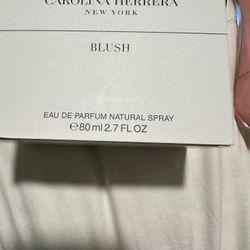 CAROLINA HERRERA
NEW YORK
BLUSH
EAU DE PARFUM NATURAL SPRAY
℮80 ml 2.7 FL OZ